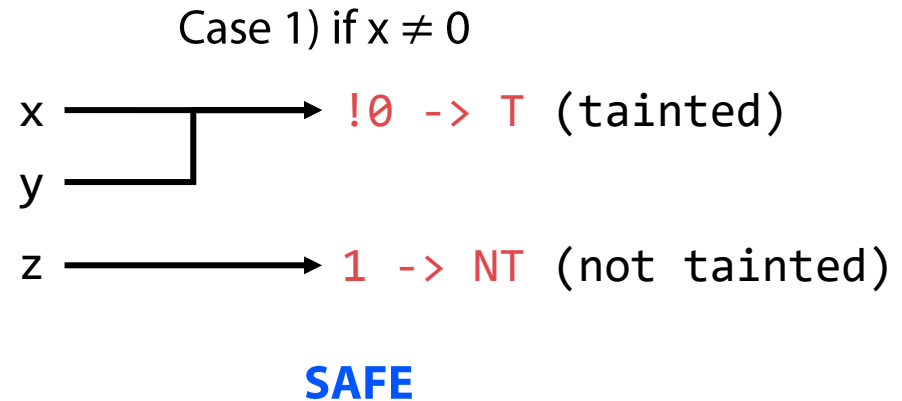 Case 1) if x ≠ 0
x !0 -> T (tainted)
y
z 1 -> NT (not tainted)
SAFE